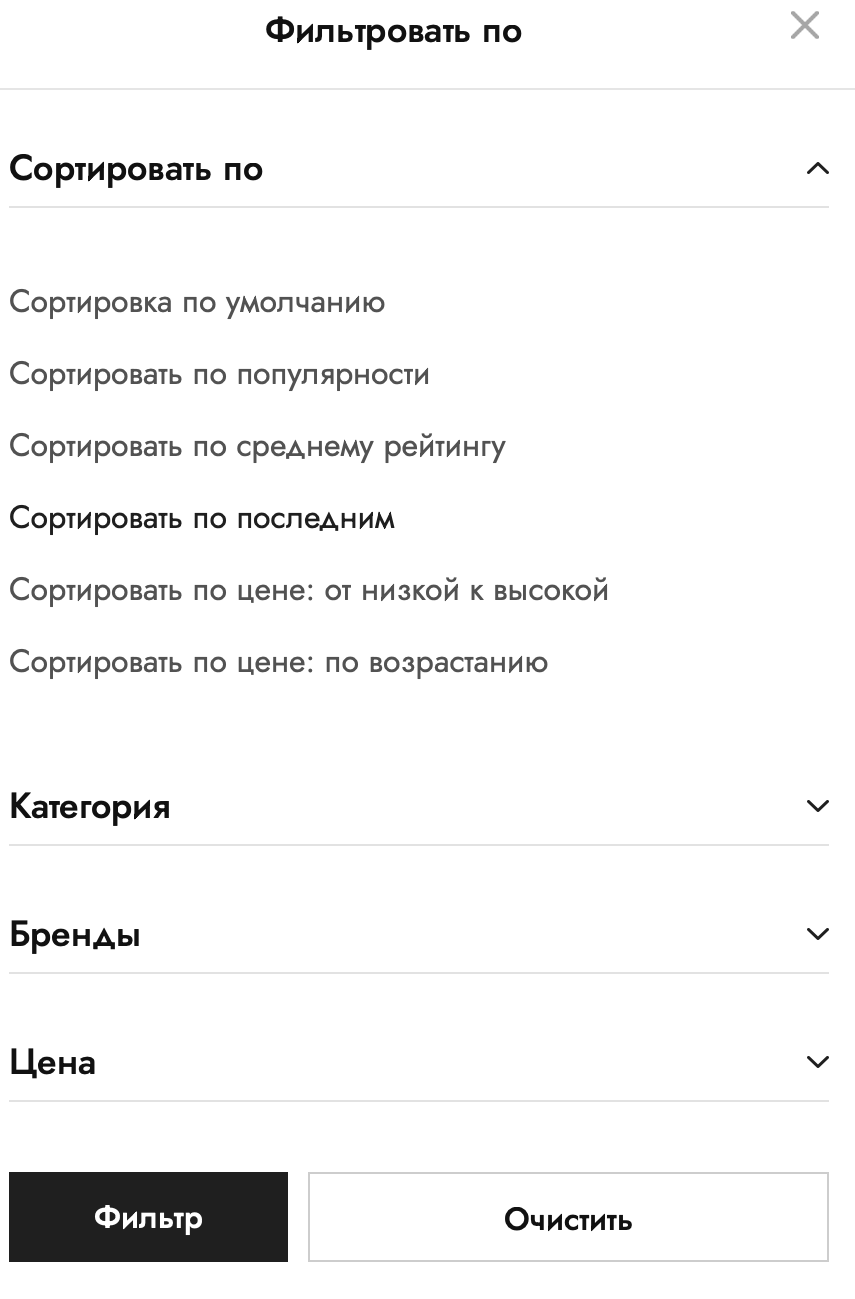 Фильтровать по
Сортировать по
Сортировка по умолчанию
Сортировать по популярности
Сортировать по среднему рейтингу
Сортировать по последним
Сортировать по цене: от низкой к высокой
Сортировать по цене: по возрастанию
Категория
Бренды
Цена
Фильтр
Очистить